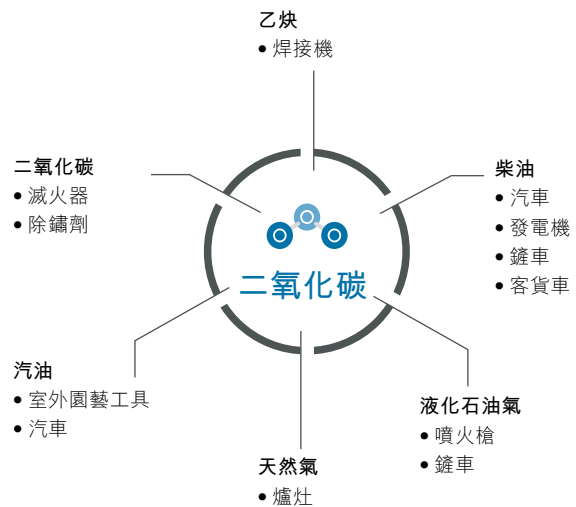 乙炔
• 焊接機
二氧化碳
• 滅火器
• 除鏽劑
柴油
• 汽車
• 發電機
• 鏟車
• 客貨車
二氧化碳
汽油
• 室外園藝工具
• 汽車
天然氣
• 爐灶
液化石油氣
• 噴火槍
• 鏟車